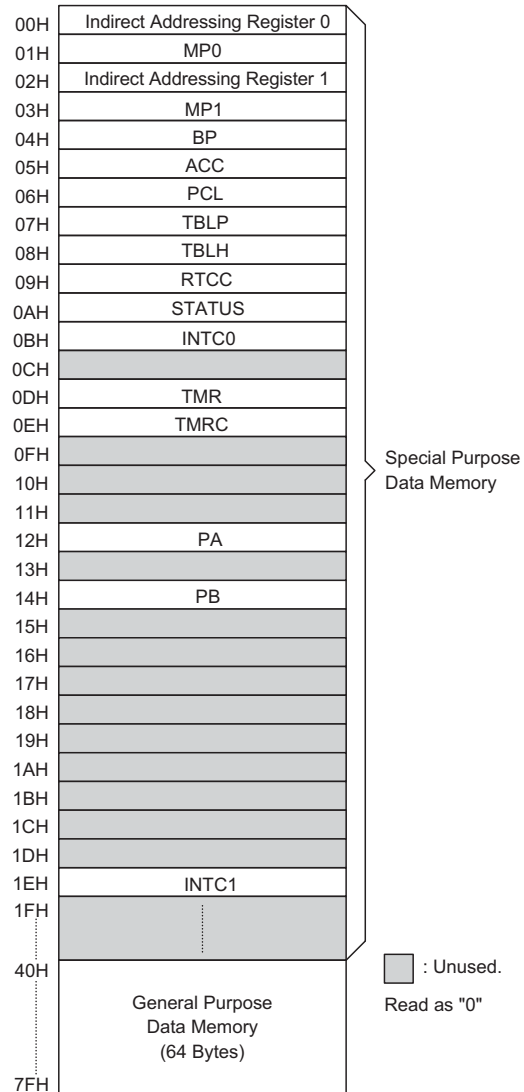 00H Indirect Addressing Register 0
01H MP0
02H Indirect Addressing Register 1
03H MP1
04H BP
05H ACC
06H PCL
07H TBLP
08H TBLH
09H RTCC
0AH STATUS
0BH INTC0
0CH
0DH TMR
0EH TMRC
0FH
10H
11H
12H PA
13H
14H PB
15H
16H
17H
18H
19H
1AH
1BH
1CH
1DH
1EH INTC1
1FH
40H
7FH
Special Purpose
Data Memory
General Purpose
Data Memory
(64 Bytes)
: Unused.
Read as "0"